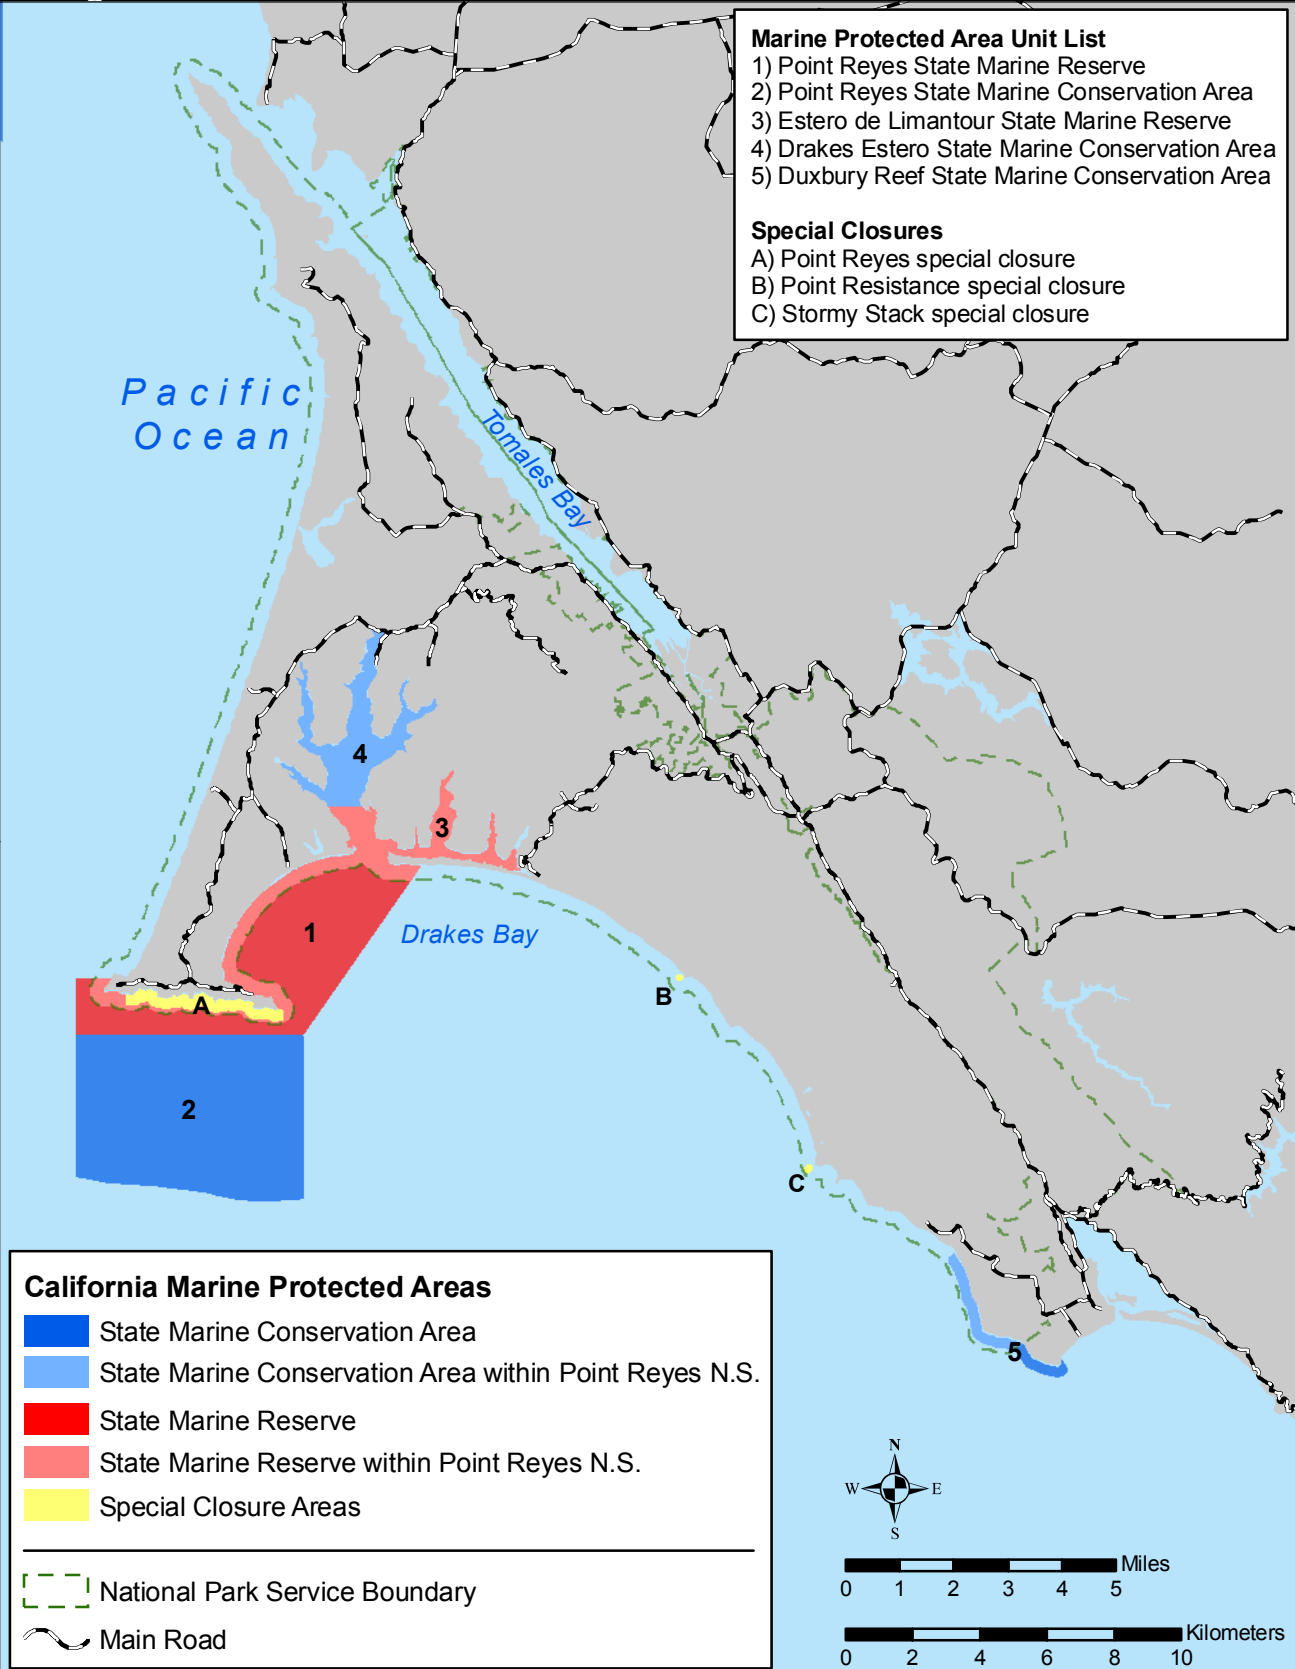 Marine Protected Area Unit List
1) Point Reyes State Marine Reserve
2) Point Reyes State Marine Conservation Area
3) Estero de Limantour State Marine Reserve
4) Drakes Estero State Marine Conservation Area
5) Duxbury Reef State Marine Conservation Area
Special Closures
A) Point Reyes special closure
B) Point Resistance special closure
C) Stormy Stack special closure
Pacific
Ocean
Tomales Bay
4
3
1
Drakes Bay
A
B
2
C
5
California Marine Protected Areas
State Marine Conservation Area
State Marine Conservation Area within Point Reyes N.S.
State Marine Reserve
State Marine Reserve within Point Reyes N.S.
Special Closure Areas
National Park Service Boundary
Main Road
N
W E
S
Miles
0 1 2 3 4 5
Kilometers
0 2 4 6 8 10